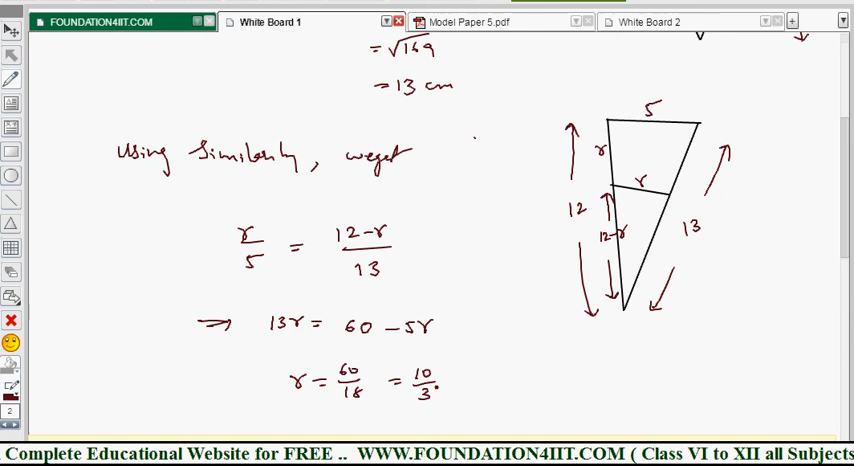 FOUNDATION4IIT.COM
White Board 1
Model Paper 5.pdf
White Board 2
= √169
= 13 cm
Using Similarity, we get
r/5 = (12-r)/13
⇒ 13r = 60 - 5r
r = 60/18 = 10/3.
5
r
r
12
12-r
13
2
Complete Educational Website for FREE .. WWW.FOUNDATION4IIT.COM ( Class VI to XII all Subjects